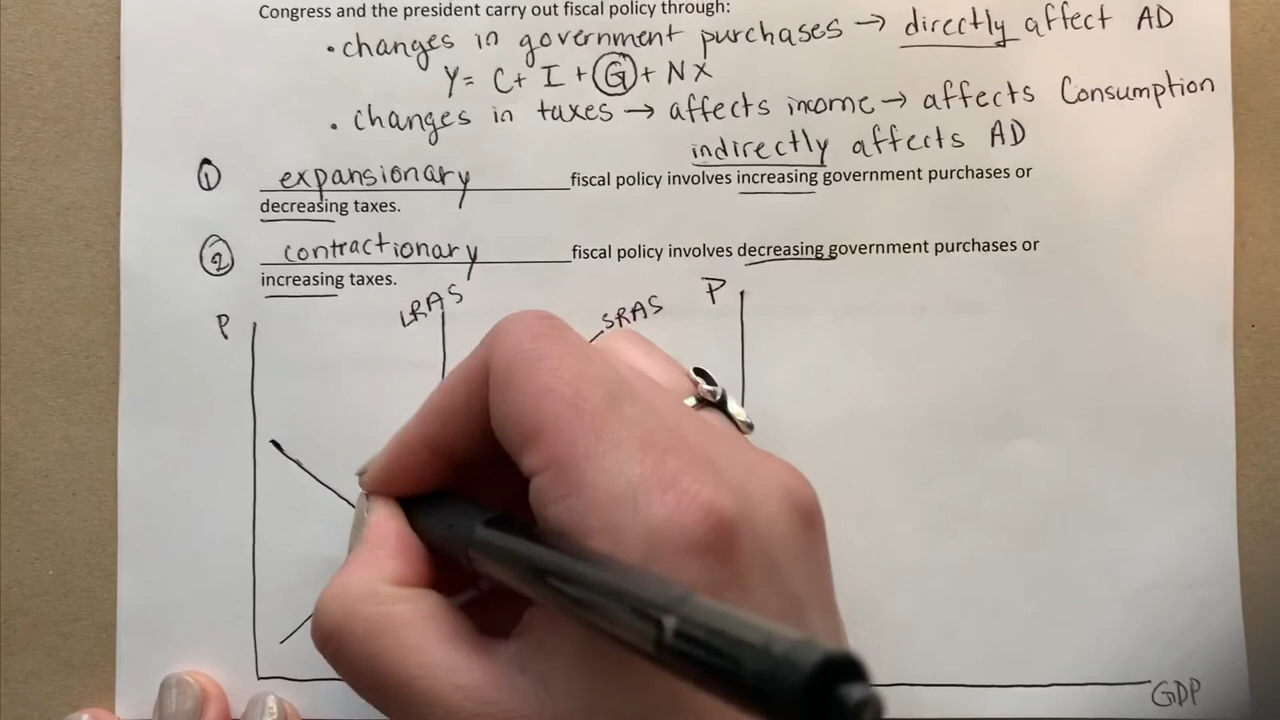 Congress and the president carry out fiscal policy through:
• changes in government purchases → directly affect AD
Y= C+ I + G + NX
• changes in taxes → affects income → affects Consumption
indirectly affects AD
① expansionary fiscal policy involves increasing government purchases or
decreasing taxes.
② contractionary fiscal policy involves decreasing government purchases or
increasing taxes.
P LRAS SRAS P
GDP